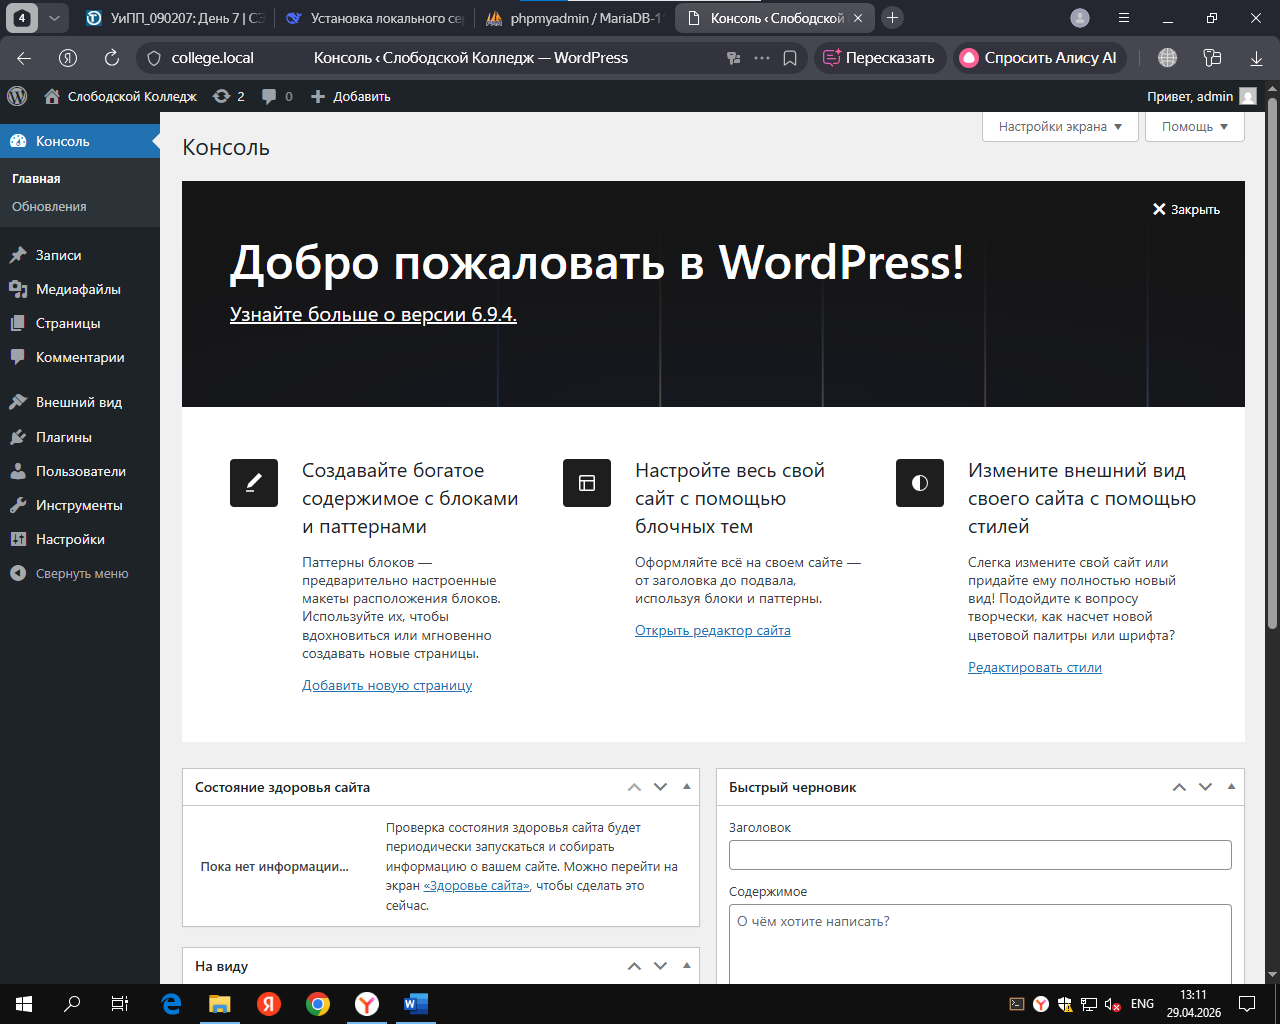 4
УиПП_090207: День 7 | СЭ
Установка локального сер
phpmyadmin / MariaDB-1
Консоль ‹ Слободской
college.local
Консоль ‹ Слободской Колледж — WordPress
Пересказать
Спросить Алису AI
Слободской Колледж
2
0
Добавить
Привет, admin
Консоль
Главная
Обновления
Записи
Медиафайлы
Страницы
Комментарии
Внешний вид
Плагины
Пользователи
Инструменты
Настройки
Свернуть меню
Настройки экрана
Помощь
Консоль
Закрыть
Добро пожаловать в WordPress!
Узнайте больше о версии 6.9.4.
Создавайте богатое
содержимое с блоками
и паттернами
Паттерны блоков —
предварительно настроенные
макеты расположения блоков.
Используйте их, чтобы
вдохновиться или мгновенно
создавать новые страницы.
Добавить новую страницу
Настройте весь свой
сайт с помощью
блочных тем
Оформляйте всё на своем сайте —
от заголовка до подвала,
используя блоки и паттерны.
Открыть редактор сайта
Измените внешний вид
своего сайта с помощью
стилей
Слегка измените свой сайт или
придайте ему полностью новый
вид! Подойдите к вопросу
творчески, как насчет новой
цветовой палитры или шрифта?
Редактировать стили
Состояние здоровья сайта
Пока нет информации...
Проверка состояния здоровья сайта будет
периодически запускаться и собирать
информацию о вашем сайте. Можно перейти на
экран «Здоровье сайта», чтобы сделать это
сейчас.
На виду
Быстрый черновик
Заголовок
Содержимое
О чём хотите написать?
ENG
13:11
29.04.2026